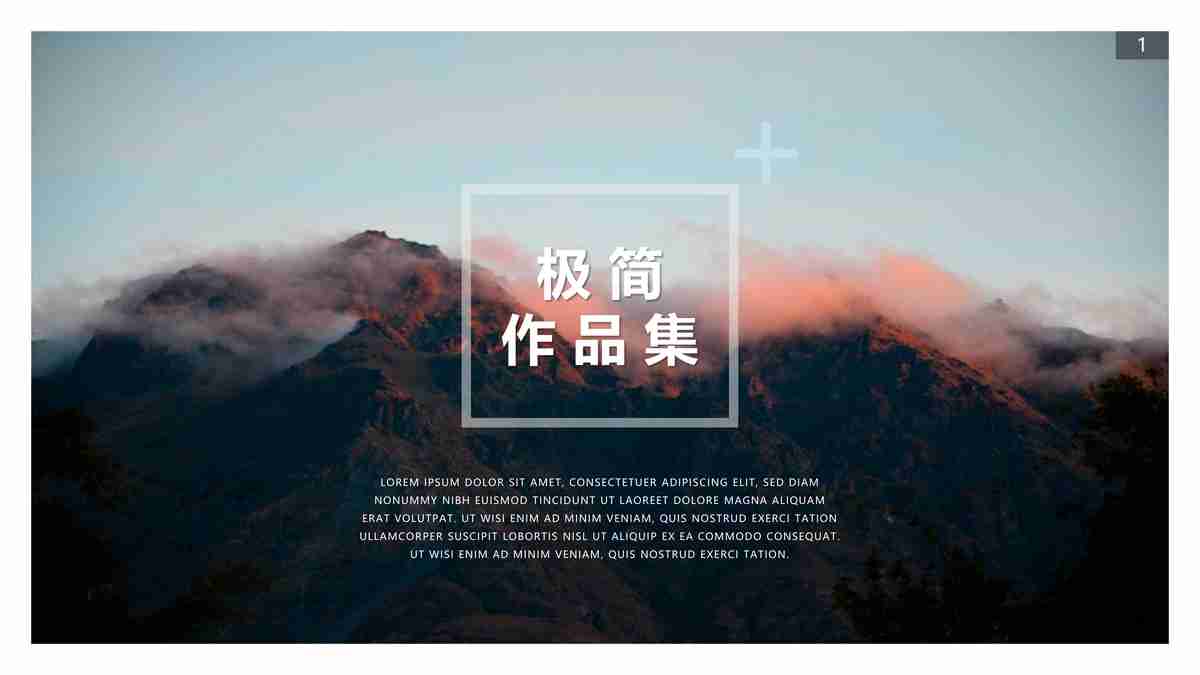 1
极简
作品集
LOREM IPSUM DOLOR SIT AMET, CONSECTETUER ADIPISCING ELIT, SED DIAM
NONUMMY NIBH EUISMOD TINCIDUNT UT LAOREET DOLORE MAGNA ALIQUAM
ERAT VOLUTPAT. UT WISI ENIM AD MINIM VENIAM, QUIS NOSTRUD EXERCI TATION
ULLAMCORPER SUSCIPIT LOBORTIS NISL UT ALIQUIP EX EA COMMODO CONSEQUAT.
UT WISI ENIM AD MINIM VENIAM, QUIS NOSTRUD EXERCI TATION.